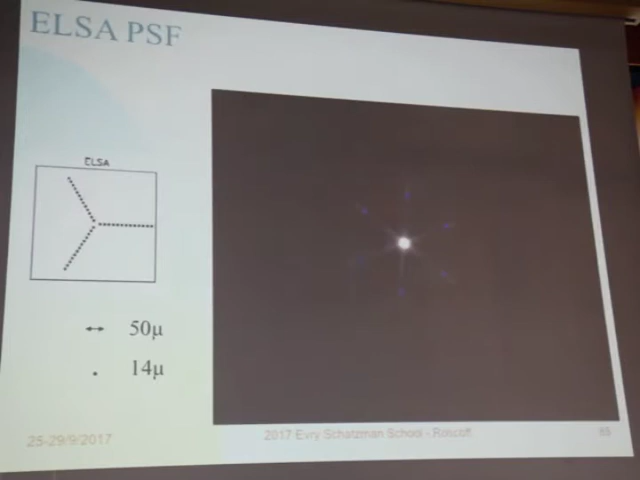 ELSA PSF
ELSA
50μ
14μ
25-29/9/2017
2017 Evry Schatzman School - Roscoff